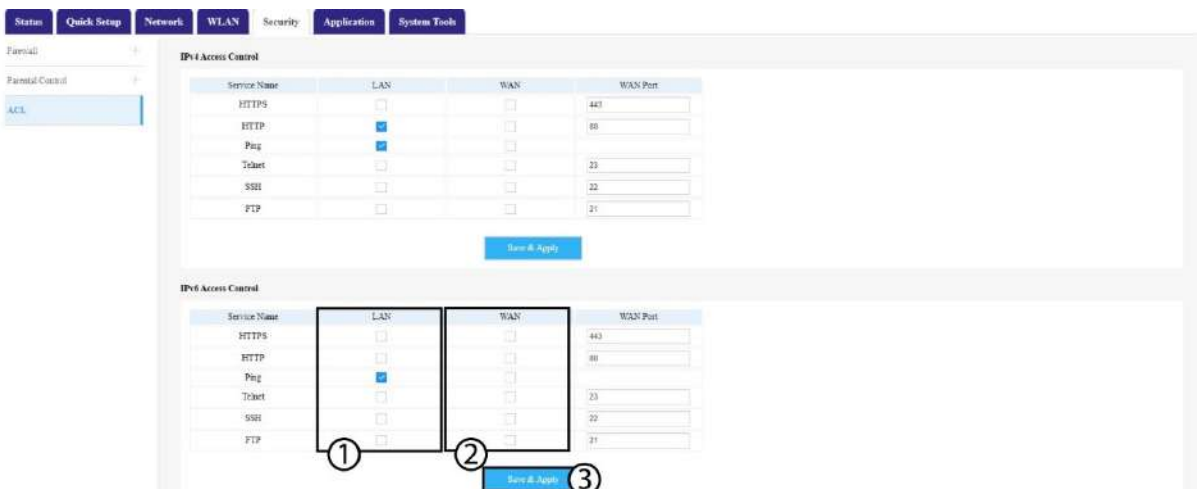 Status Quick Setup Network WLAN Security Application System Tools
Firewall
Parental Control
ACL
IPv4 Access Control
Service Name LAN WAN WAN Port
HTTPS 443
HTTP 80
Ping
Telnet 23
SSH 22
FTP 21
Save & Apply
IPv6 Access Control
Service Name LAN WAN WAN Port
HTTPS 443
HTTP 80
Ping
Telnet 23
SSH 22
FTP 21
1 2
Save & Apply 3